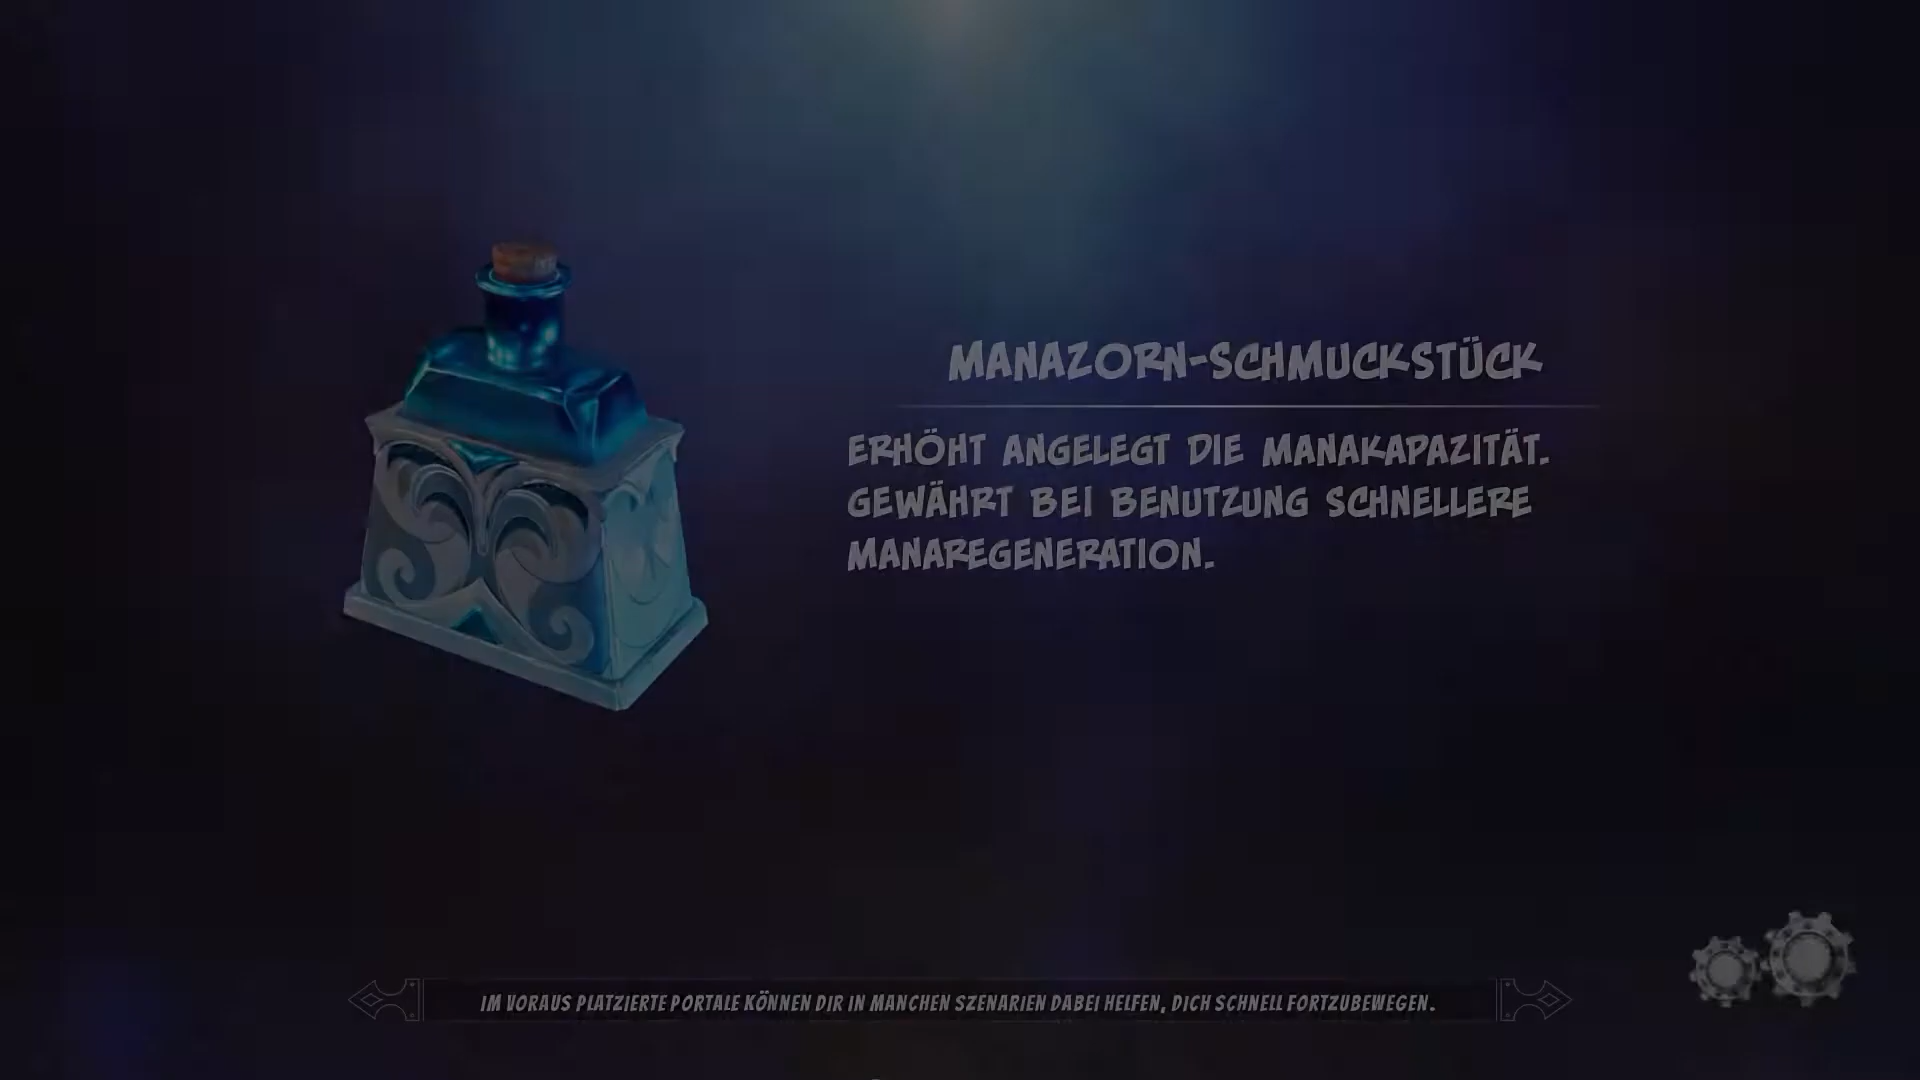 MANAZORN-SCHMUCKSTÜCK
ERHÖHT ANGELEGT DIE MANAKAPAZITÄT.
GEWÄHRT BEI BENUTZUNG SCHNELLERE
MANAREGENERATION.
IM VORAUS PLATZIERTE PORTALE KÖNNEN DIR IN MANCHEN SZENARIEN DABEI HELFEN, DICH SCHNELL FORTZUBEWEGEN.